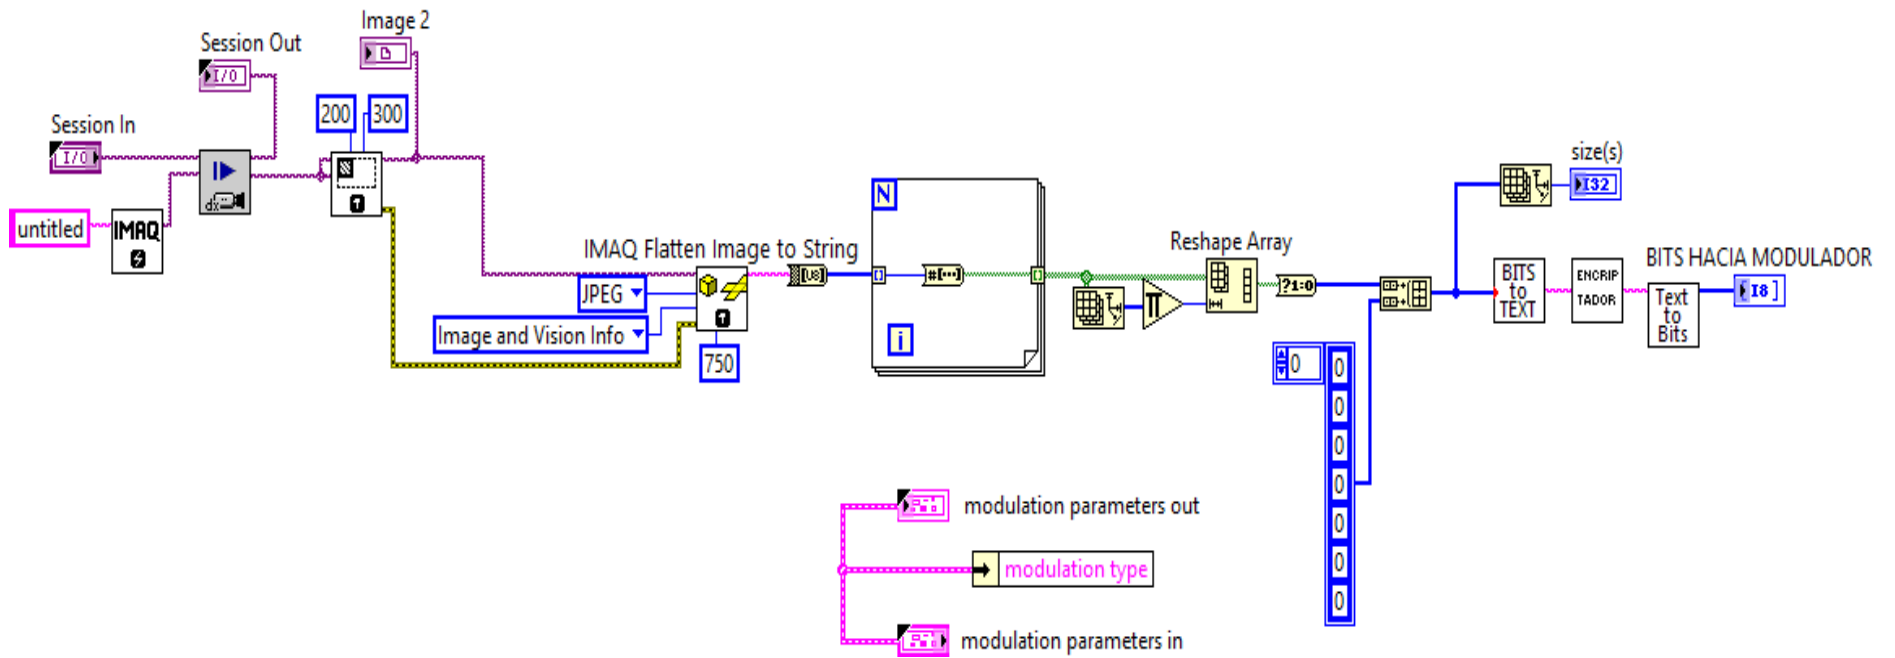 Image 2
Session Out
I/O
200
300
Session In
I/O
dx
untitled
IMAQ
size(s)
I32
N
IMAQ Flatten Image to String
[U8]
#[···]
Reshape Array
?1:0
BITS HACIA MODULADOR
JPEG
Image and Vision Info
750
i
BITS
to
TEXT
ENCRIP
TADOR
Text
to
Bits
I8 ]
0
0
0
0
0
0
0
0
modulation parameters out
modulation type
modulation parameters in